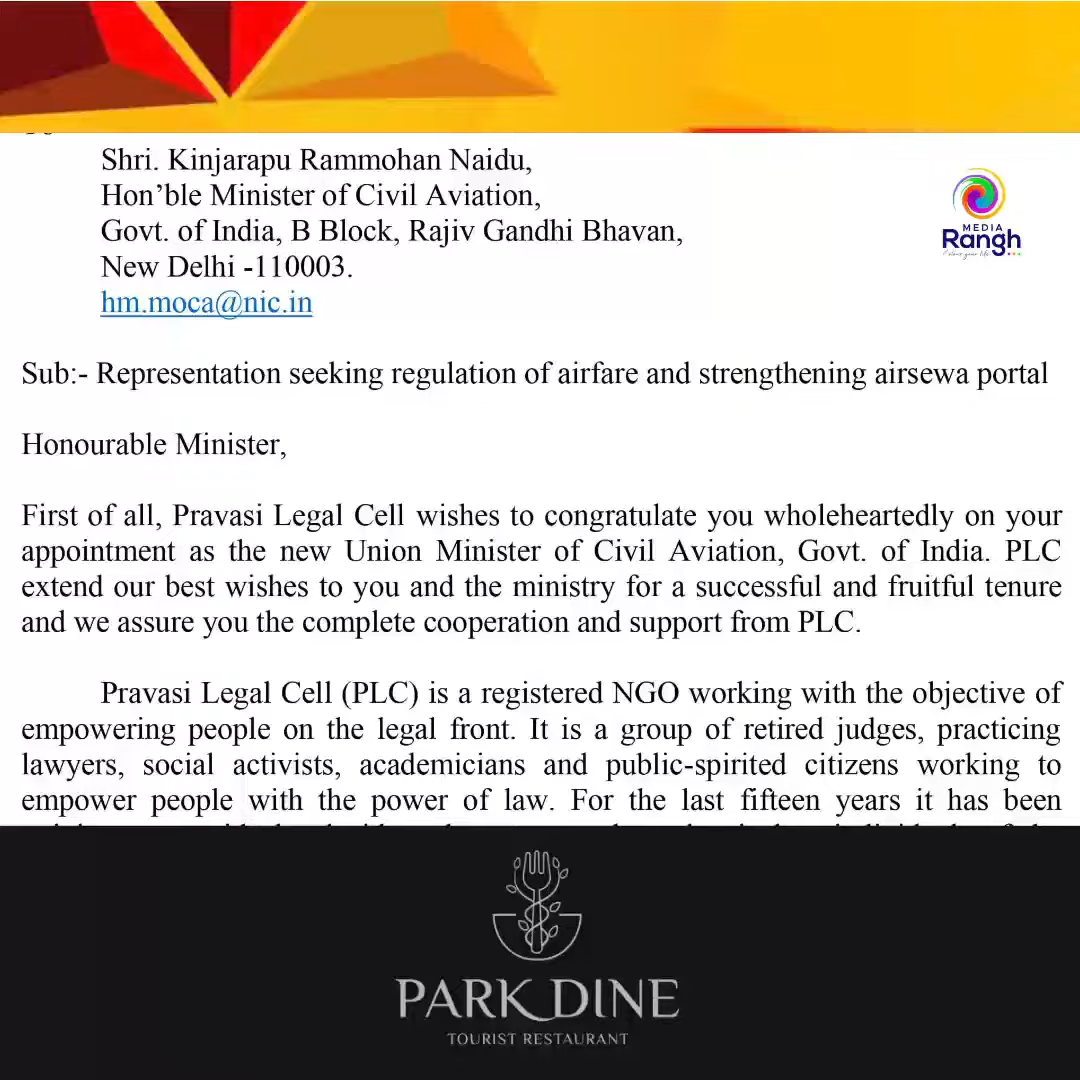 Shri. Kinjarapu Rammohan Naidu,
Hon’ble Minister of Civil Aviation,
Govt. of India, B Block, Rajiv Gandhi Bhavan,
New Delhi -110003.
hm.moca@nic.in
MEDIA
Rangh
Sub:- Representation seeking regulation of airfare and strengthening airsewa portal
Honourable Minister,
First of all, Pravasi Legal Cell wishes to congratulate you wholeheartedly on your
appointment as the new Union Minister of Civil Aviation, Govt. of India. PLC
extend our best wishes to you and the ministry for a successful and fruitful tenure
and we assure you the complete cooperation and support from PLC.
Pravasi Legal Cell (PLC) is a registered NGO working with the objective of
empowering people on the legal front. It is a group of retired judges, practicing
lawyers, social activists, academicians and public-spirited citizens working to
empower people with the power of law. For the last fifteen years it has been
PARK DINE
TOURIST RESTAURANT